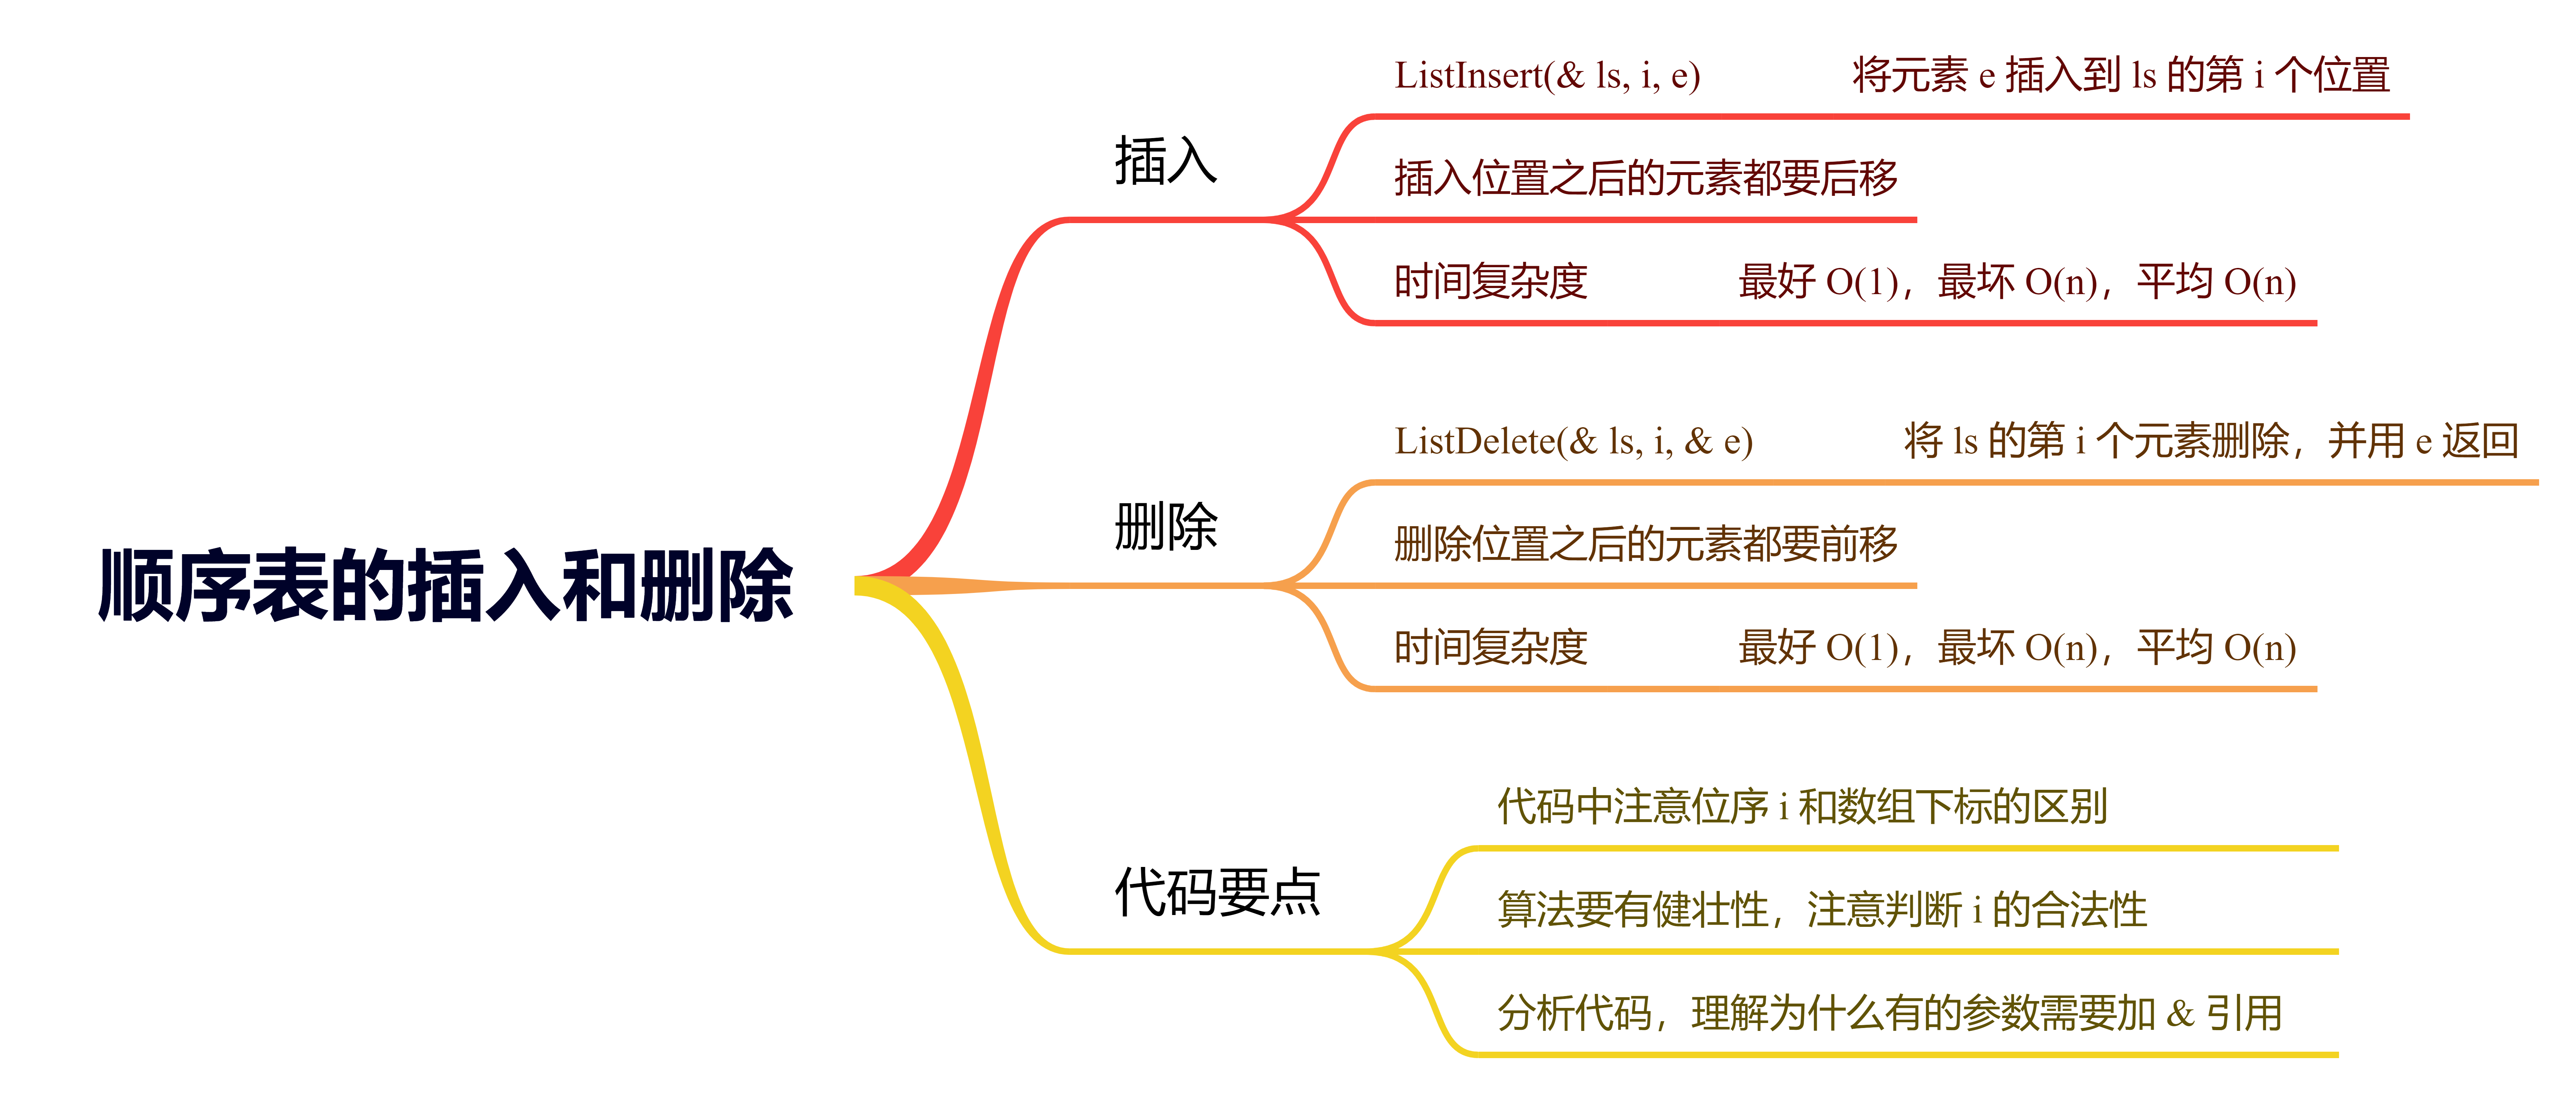 顺序表的插入和删除
插入
ListInsert(& ls, i, e) 将元素 e 插入到 ls 的第 i 个位置
插入位置之后的元素都要后移
时间复杂度 最好 O(1)，最坏 O(n)，平均 O(n)
删除
ListDelete(& ls, i, & e) 将 ls 的第 i 个元素删除，并用 e 返回
删除位置之后的元素都要前移
时间复杂度 最好 O(1)，最坏 O(n)，平均 O(n)
代码要点
代码中注意位序 i 和数组下标的区别
算法要有健壮性，注意判断 i 的合法性
分析代码，理解为什么有的参数需要加 & 引用